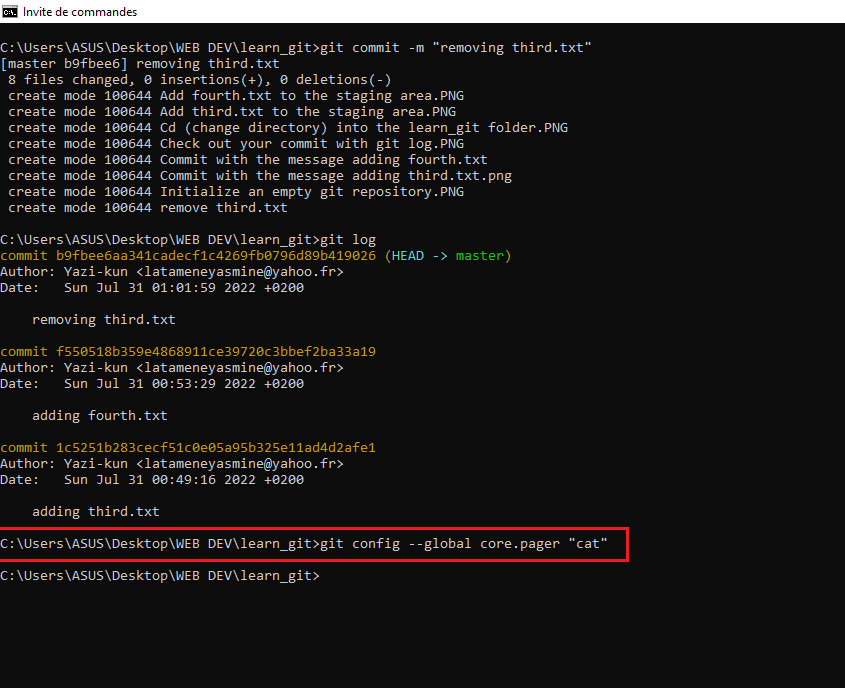 Invite de commandes
C:\Users\ASUS\Desktop\WEB DEV\learn_git>git commit -m "removing third.txt"
[master b9fbee6] removing third.txt
 8 files changed, 0 insertions(+), 0 deletions(-)
 create mode 100644 Add fourth.txt to the staging area.PNG
 create mode 100644 Add third.txt to the staging area.PNG
 create mode 100644 Cd (change directory) into the learn_git folder.PNG
 create mode 100644 Check out your commit with git log.PNG
 create mode 100644 Commit with the message adding fourth.txt
 create mode 100644 Commit with the message adding third.txt.png
 create mode 100644 Initialize an empty git repository.PNG
 create mode 100644 remove third.txt
C:\Users\ASUS\Desktop\WEB DEV\learn_git>git log
commit b9fbee6aa341cadecf1c4269fb0796d89b419026 (HEAD -> master)
Author: Yazi-kun <latameneyasmine@yahoo.fr>
Date:   Sun Jul 31 01:01:59 2022 +0200
    removing third.txt
commit f550518b359e4868911ce39720c3bbef2ba33a19
Author: Yazi-kun <latameneyasmine@yahoo.fr>
Date:   Sun Jul 31 00:53:29 2022 +0200
    adding fourth.txt
commit 1c5251b283cecf51c0e05a95b325e11ad4d2afe1
Author: Yazi-kun <latameneyasmine@yahoo.fr>
Date:   Sun Jul 31 00:49:16 2022 +0200
    adding third.txt
C:\Users\ASUS\Desktop\WEB DEV\learn_git>git config --global core.pager "cat"
C:\Users\ASUS\Desktop\WEB DEV\learn_git>